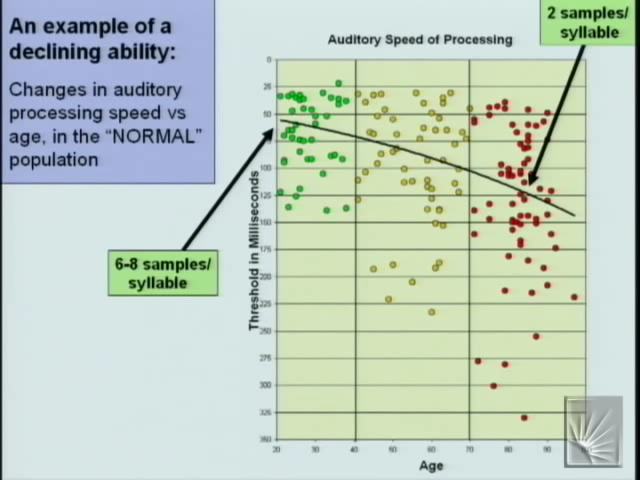 An example of a
declining ability:
Changes in auditory
processing speed vs
age, in the "NORMAL"
population
2 samples/
syllable
Auditory Speed of Processing
6-8 samples/
syllable
Threshold in Milliseconds
0
25
50
75
100
125
150
175
200
225
250
275
300
325
350
20
30
40
50
60
70
80
90
Age